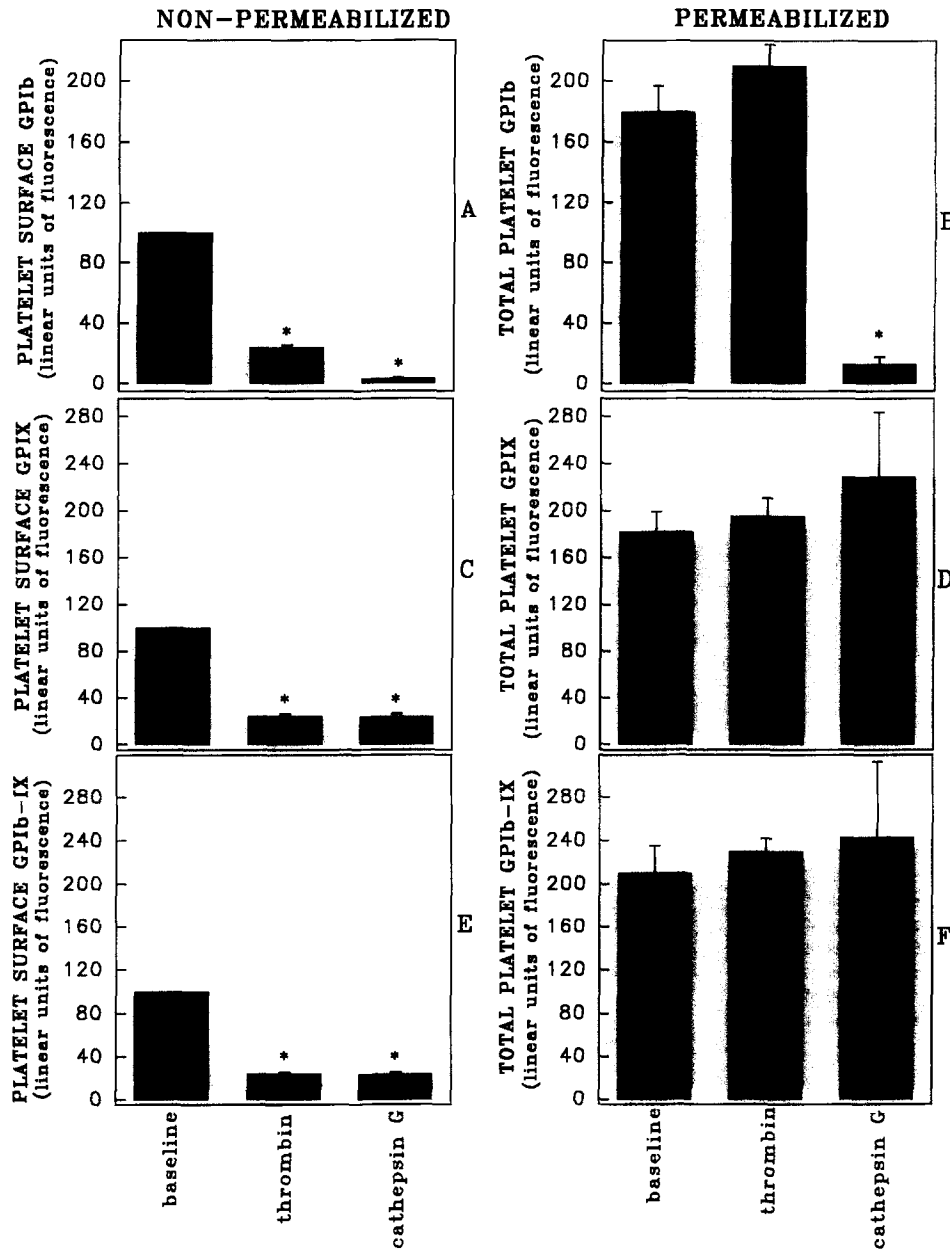 NON-PERMEABILIZED
PERMEABILIZED
PLATELET SURFACE GPIb
(linear units of fluorescence)
200
160
120
80
40
0
*
*
A
TOTAL PLATELET GPIb
(linear units of fluorescence)
200
160
120
80
40
0
*
PLATELET SURFACE GPIX
(linear units of fluorescence)
280
240
200
160
120
80
40
0
*
*
C
TOTAL PLATELET GPIX
(linear units of fluorescence)
280
240
200
160
120
80
40
0
D
PLATELET SURFACE GPIb-IX
(linear units of fluorescence)
280
240
200
160
120
80
40
0
*
*
E
TOTAL PLATELET GPIb-IX
(linear units of fluorescence)
280
240
200
160
120
80
40
0
F
baseline
thrombin
cathepsin G
baseline
thrombin
cathepsin G